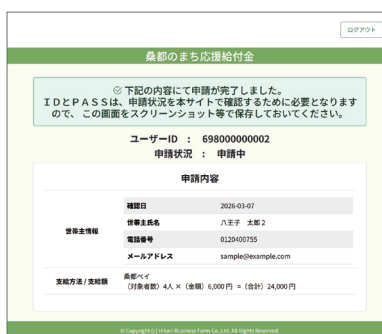 ログアウト
桑都のまち応援給付金
下記の内容にて申請が完了しました。
ＩＤとＰＡＳＳは、申請状況を本サイトで確認するために必要となります
ので、この画面をスクリーンショット等で保存しておいてください。
ユーザーID ： 698000000002
申請状況 ： 申請中
申請内容
世帯主情報
確認日 2026-03-07
世帯主氏名 八王子 太郎２
電話番号 0120400755
メールアドレス sample@example.com
支給方法 / 支給額
桑都ペイ
（対象者数）4人 ×（金額）6,000円 =（合計）24,000円
Copyright (c) Hikari Business Form Co.,Ltd. All Rights Reserved.